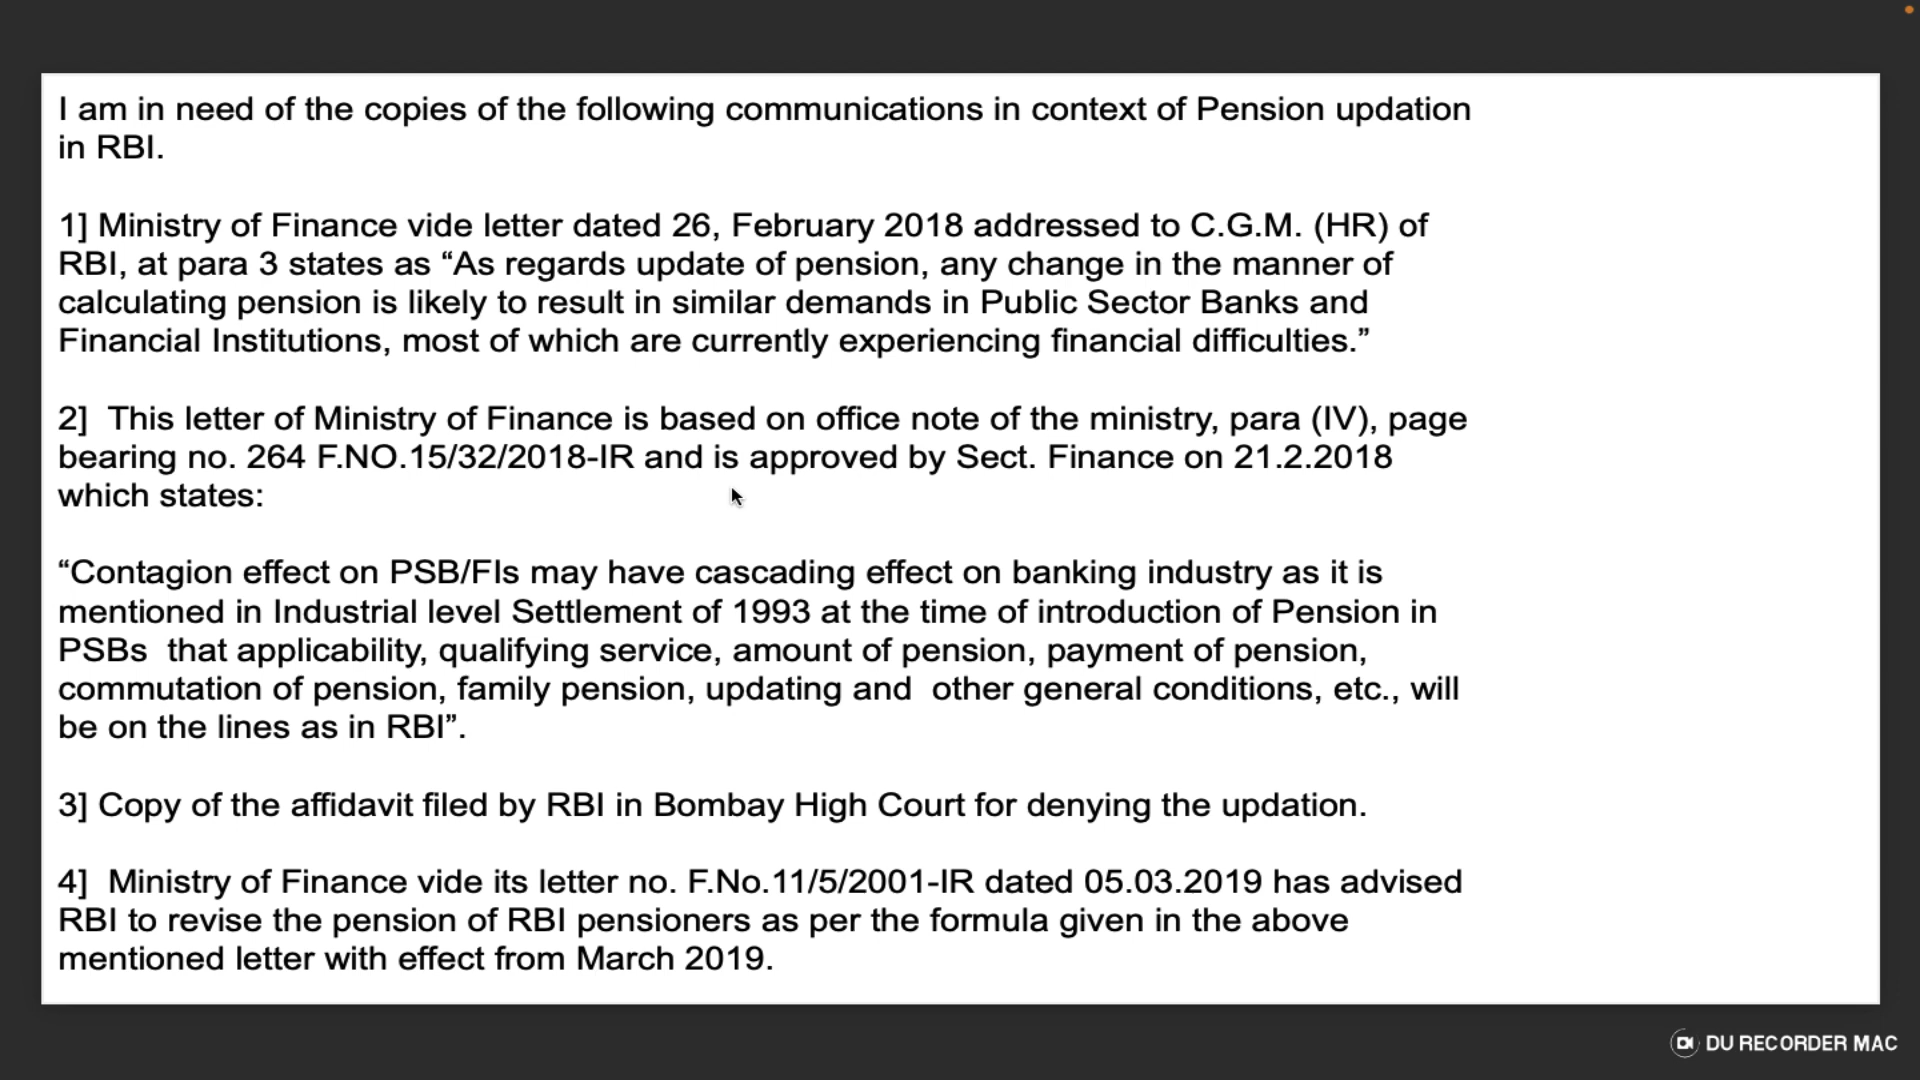 I am in need of the copies of the following communications in context of Pension updation
in RBI.
1] Ministry of Finance vide letter dated 26, February 2018 addressed to C.G.M. (HR) of
RBI, at para 3 states as “As regards update of pension, any change in the manner of
calculating pension is likely to result in similar demands in Public Sector Banks and
Financial Institutions, most of which are currently experiencing financial difficulties.”
2]  This letter of Ministry of Finance is based on office note of the ministry, para (IV), page
bearing no. 264 F.NO.15/32/2018-IR and is approved by Sect. Finance on 21.2.2018
which states:
“Contagion effect on PSB/FIs may have cascading effect on banking industry as it is
mentioned in Industrial level Settlement of 1993 at the time of introduction of Pension in
PSBs  that applicability, qualifying service, amount of pension, payment of pension,
commutation of pension, family pension, updating and  other general conditions, etc., will
be on the lines as in RBI”.
3] Copy of the affidavit filed by RBI in Bombay High Court for denying the updation.
4]  Ministry of Finance vide its letter no. F.No.11/5/2001-IR dated 05.03.2019 has advised
RBI to revise the pension of RBI pensioners as per the formula given in the above
mentioned letter with effect from March 2019.
DU RECORDER MAC